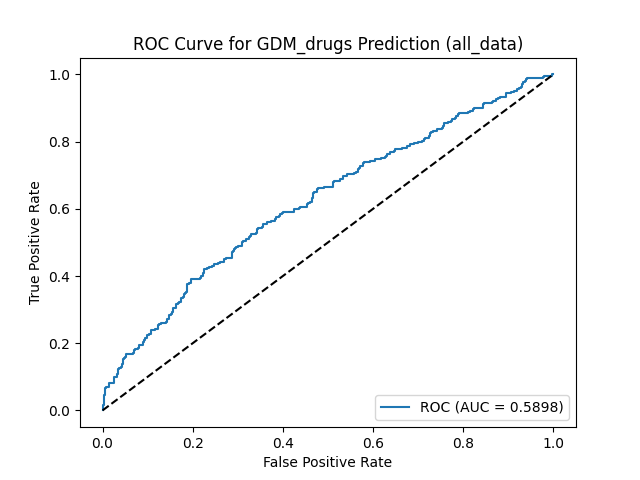 ROC Curve for GDM_drugs Prediction (all_data)
1.0
0.8
0.6
0.4
0.2
0.0
True Positive Rate
ROC (AUC = 0.5898)
0.0 0.2 0.4 0.6 0.8 1.0
False Positive Rate